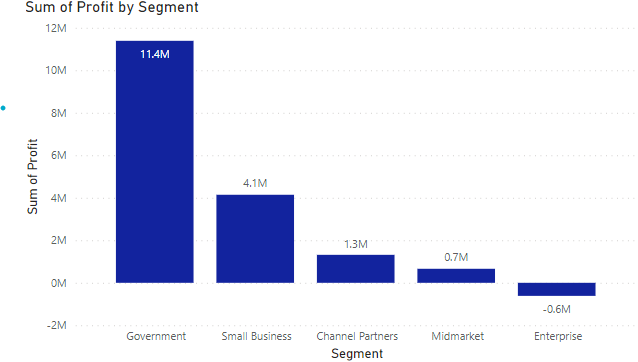 Sum of Profit by Segment
12M
10M
8M
6M
4M
2M
0M
-2M
Sum of Profit
11.4M
4.1M
1.3M
0.7M
-0.6M
Government
Small Business
Channel Partners
Midmarket
Enterprise
Segment